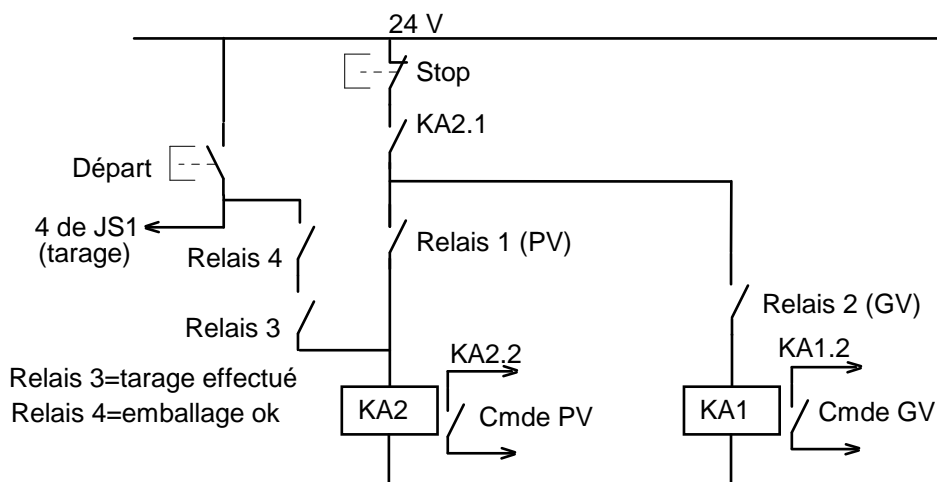 24 V
Stop
KA2.1
Départ
4 de JS1
(tarage)
Relais 4
Relais 1 (PV)
Relais 3
Relais 2 (GV)
KA2.2
KA1.2
Relais 3=tarage effectué
Relais 4=emballage ok
KA2
Cmde PV
KA1
Cmde GV